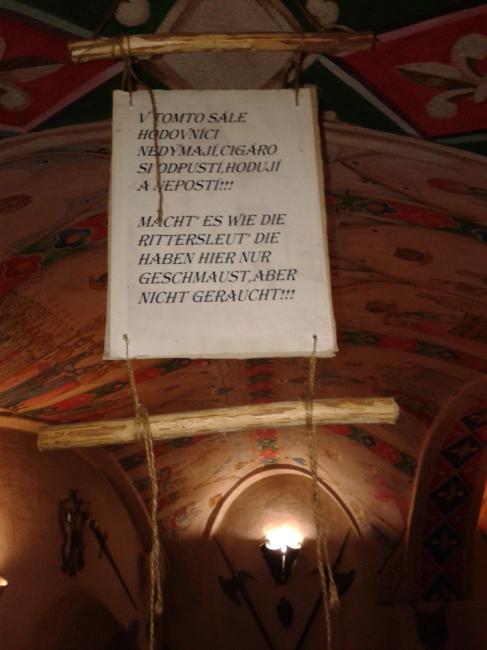 V TOMTO SÁLE
HODOVNÍCI
NEDÝMAJÍ,CIGÁRO
SI ODPUSTÍ,HODUJÍ
A NEPOSTÍ!!!
MACHT' ES WIE DIE
RITTERSLEUT' DIE
HABEN HIER NUR
GESCHMAUST,ABER
NICHT GERAUCHT!!!